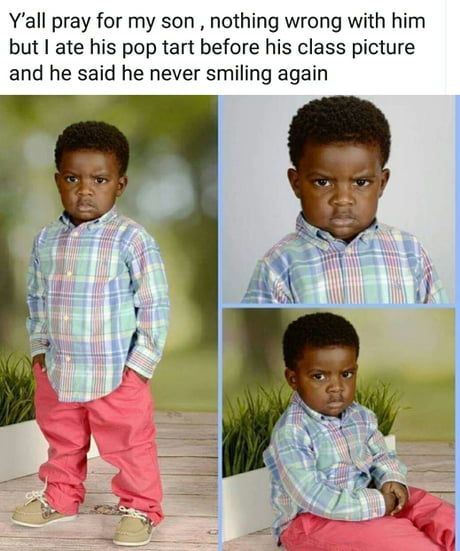 Y'all pray for my son , nothing wrong with him
but I ate his pop tart before his class picture
and he said he never smiling again